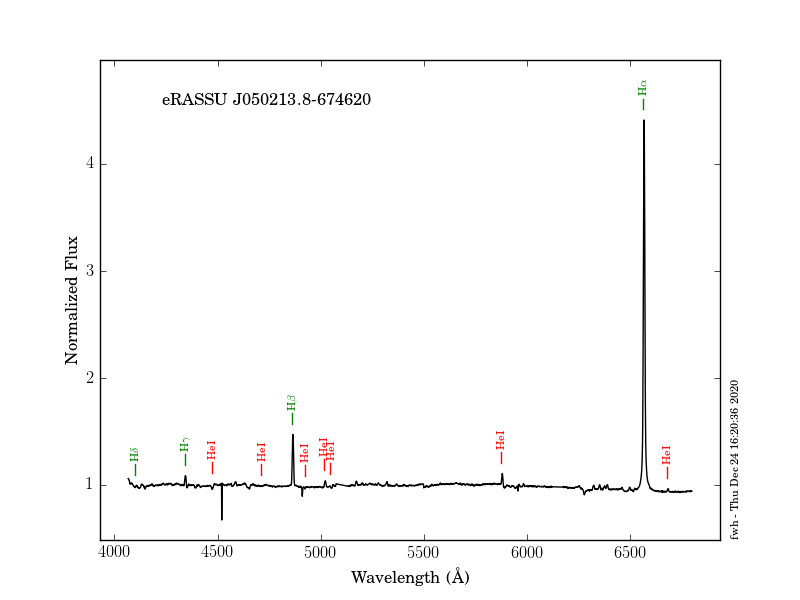 eRASSU J050213.8-674620
Hα
Hβ
Hδ
Hγ
HeI
HeI
HeI
HeI
HeI
HeI
HeI
4
3
2
1
Normalized Flux
4000 4500 5000 5500 6000 6500
Wavelength (Å)
fwh - Thu Dec 24 16:20:36 2020